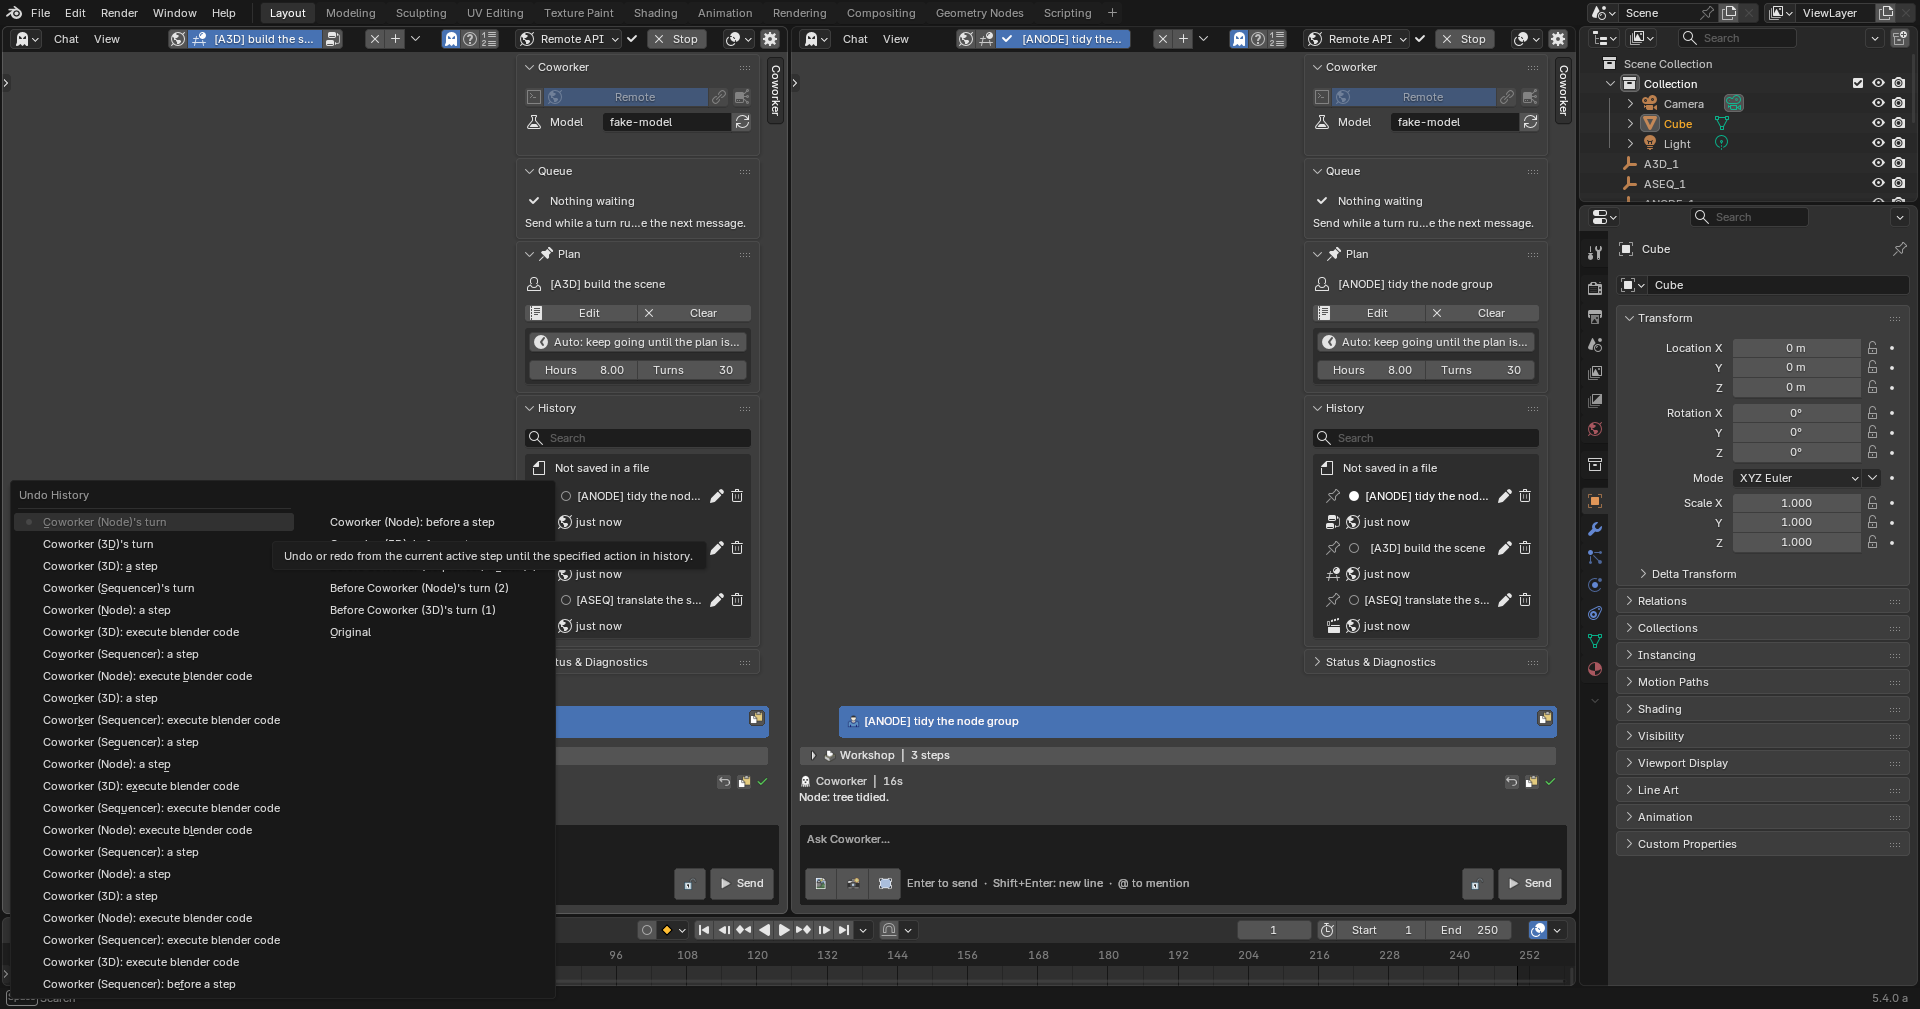 File Edit Render Window Help Layout Modeling Sculpting UV Editing Texture Paint Shading Animation Rendering Compositing Geometry Nodes Scripting + Scene ViewLayer
Chat View [A3D] build the s... Remote API Stop
Chat View [ANODE] tidy the... Remote API Stop
Search
Scene Collection
Collection
Camera
Cube
Light
A3D_1
ASEQ_1
Coworker
Remote
Model fake-model
Queue
Nothing waiting
Send while a turn ru...e the next message.
Plan
[A3D] build the scene
Edit Clear
Auto: keep going until the plan is...
Hours 8.00 Turns 30
History
Search
Not saved in a file
[ANODE] tidy the nod...
just now
just now
[ASEQ] translate the s...
just now
tus & Diagnostics
Coworker
Coworker
Remote
Model fake-model
Queue
Nothing waiting
Send while a turn ru...e the next message.
Plan
[ANODE] tidy the node group
Edit Clear
Auto: keep going until the plan is...
Hours 8.00 Turns 30
History
Search
Not saved in a file
[ANODE] tidy the nod...
just now
[A3D] build the scene
just now
[ASEQ] translate the s...
just now
Status & Diagnostics
Coworker
Undo History
Coworker (Node)'s turn
Coworker (3D)'s turn
Coworker (3D): a step
Coworker (Sequencer)'s turn
Coworker (Node): a step
Coworker (3D): execute blender code
Coworker (Sequencer): a step
Coworker (Node): execute blender code
Coworker (3D): a step
Coworker (Sequencer): execute blender code
Coworker (Sequencer): a step
Coworker (Node): a step
Coworker (3D): execute blender code
Coworker (Sequencer): execute blender code
Coworker (Node): execute blender code
Coworker (Sequencer): a step
Coworker (Node): a step
Coworker (3D): a step
Coworker (Node): execute blender code
Coworker (Sequencer): execute blender code
Coworker (3D): execute blender code
Coworker (Sequencer): before a step
Coworker (Node): before a step
Undo or redo from the current active step until the specified action in history.
Before Coworker (Node)'s turn (2)
Before Coworker (3D)'s turn (1)
Original
Send
[ANODE] tidy the node group
Workshop | 3 steps
Coworker | 16s
Node: tree tidied.
Ask Coworker...
Enter to send · Shift+Enter: new line · @ to mention
Send
1 Start 1 End 250
96 108 120 132 144 156 168 180 192 204 216 228 240 252
Search
Cube
Cube
Transform
Location X 0 m
Y 0 m
Z 0 m
Rotation X 0°
Y 0°
Z 0°
Mode XYZ Euler
Scale X 1.000
Y 1.000
Z 1.000
Delta Transform
Relations
Collections
Instancing
Motion Paths
Shading
Visibility
Viewport Display
Line Art
Animation
Custom Properties
Space Search
5.4.0 a